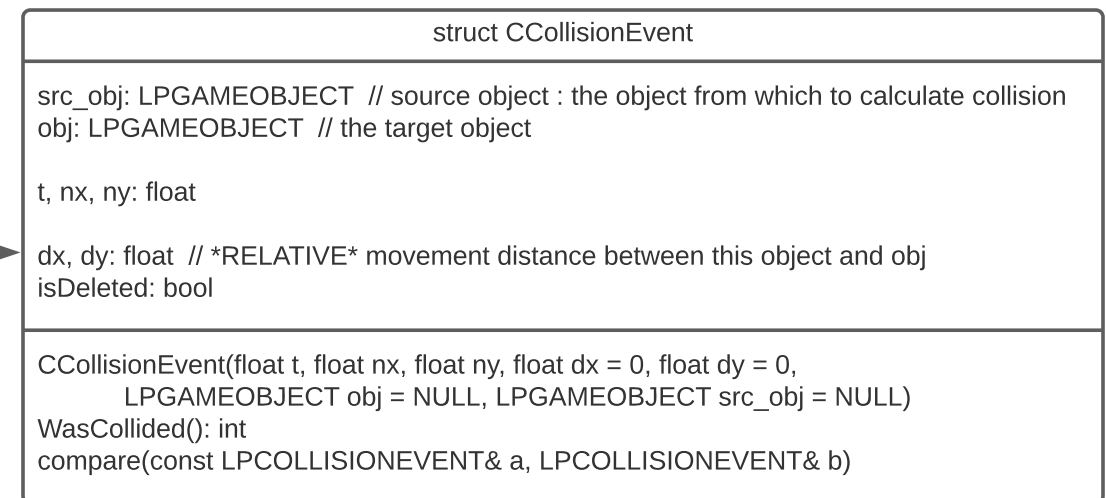 struct CCollisionEvent
src_obj: LPGAMEOBJECT  // source object : the object from which to calculate collision
obj: LPGAMEOBJECT  // the target object
t, nx, ny: float
dx, dy: float  // *RELATIVE* movement distance between this object and obj
isDeleted: bool
CCollisionEvent(float t, float nx, float ny, float dx = 0, float dy = 0,
LPGAMEOBJECT obj = NULL, LPGAMEOBJECT src_obj = NULL)
WasCollided(): int
compare(const LPCOLLISIONEVENT& a, LPCOLLISIONEVENT& b)